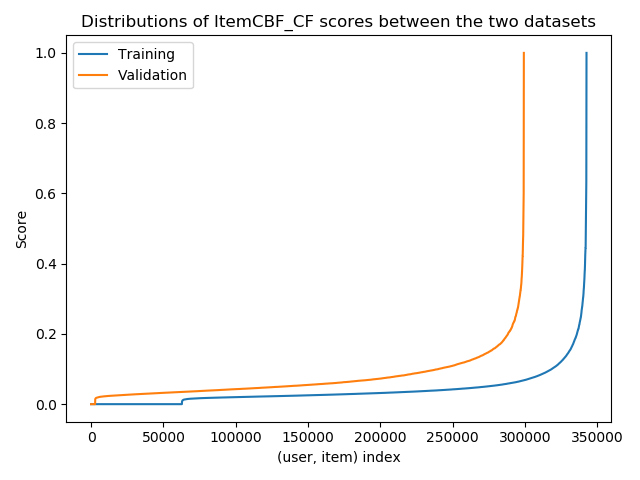 Distributions of ItemCBF_CF scores between the two datasets
Training
Validation
1.0
0.8
0.6
0.4
0.2
0.0
Score
0 50000 100000 150000 200000 250000 300000 350000
(user, item) index